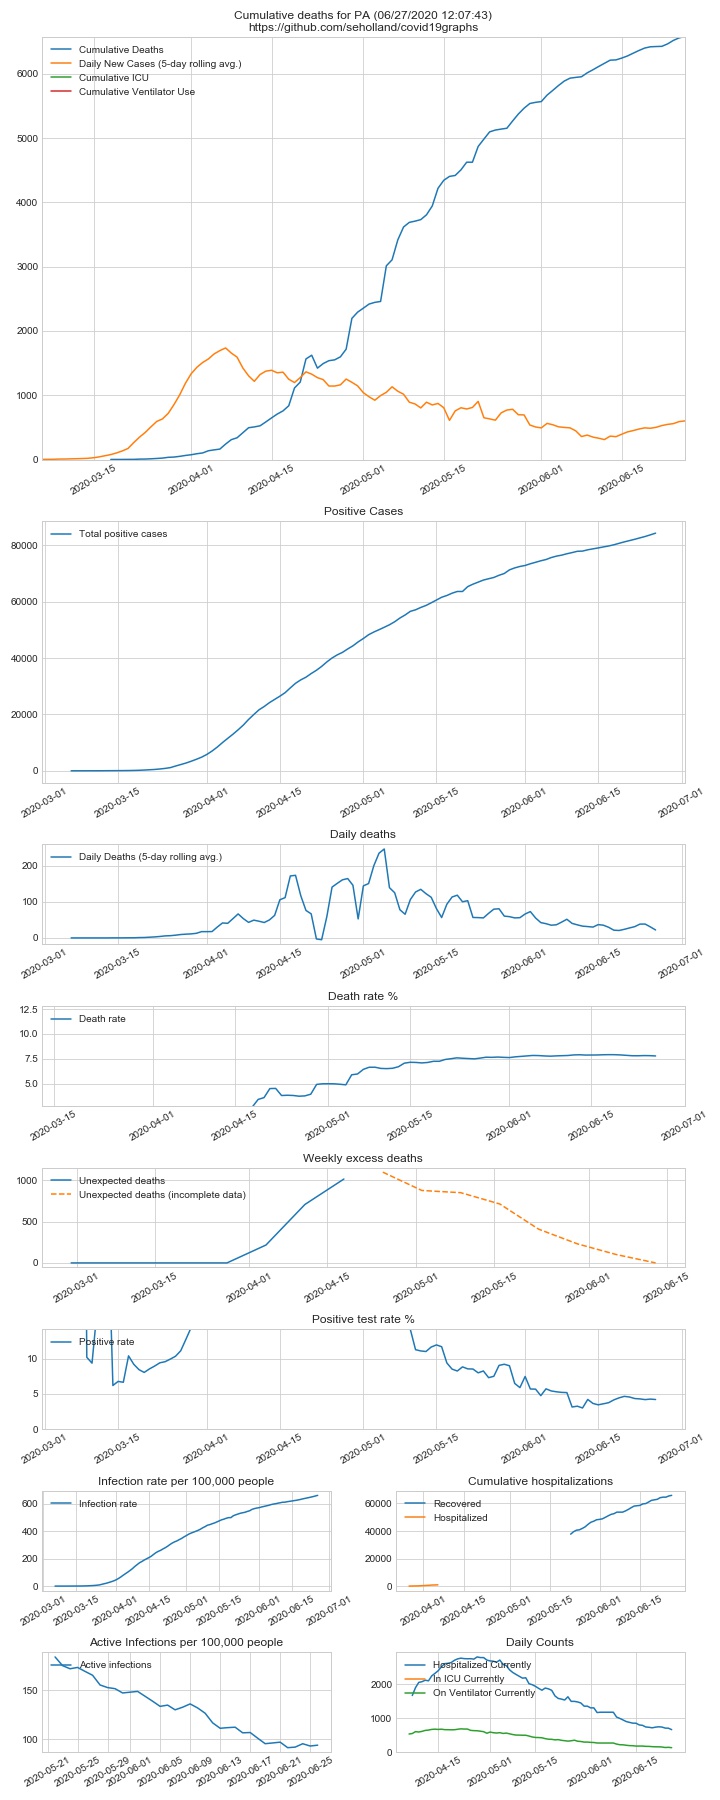 Cumulative deaths for PA (06/27/2020 12:07:43)
https://github.com/seholland/covid19graphs
Cumulative Deaths
Daily New Cases (5-day rolling avg.)
Cumulative ICU
Cumulative Ventilator Use
6000
5000
4000
3000
2000
1000
0
2020-03-15 2020-04-01 2020-04-15 2020-05-01 2020-05-15 2020-06-01 2020-06-15
Positive Cases
Total positive cases
80000
60000
40000
20000
0
2020-03-01 2020-03-15 2020-04-01 2020-04-15 2020-05-01 2020-05-15 2020-06-01 2020-06-15 2020-07-01
Daily deaths
Daily Deaths (5-day rolling avg.)
200
100
0
2020-03-01 2020-03-15 2020-04-01 2020-04-15 2020-05-01 2020-05-15 2020-06-01 2020-06-15 2020-07-01
Death rate %
Death rate
12.5
10.0
7.5
5.0
2020-03-15 2020-04-01 2020-04-15 2020-05-01 2020-05-15 2020-06-01 2020-06-15 2020-07-01
Weekly excess deaths
Unexpected deaths
Unexpected deaths (incomplete data)
1000
500
0
2020-03-01 2020-03-15 2020-04-01 2020-04-15 2020-05-01 2020-05-15 2020-06-01 2020-06-15
Positive test rate %
Positive rate
10
5
0
2020-03-01 2020-03-15 2020-04-01 2020-04-15 2020-05-01 2020-05-15 2020-06-01 2020-06-15 2020-07-01
Infection rate per 100,000 people
Infection rate
600
400
200
0
2020-03-01 2020-03-15 2020-04-01 2020-04-15 2020-05-01 2020-05-15 2020-06-01 2020-06-15 2020-07-01
Cumulative hospitalizations
Recovered
Hospitalized
60000
40000
20000
0
2020-04-01 2020-04-15 2020-05-01 2020-05-15 2020-06-01 2020-06-15
Active Infections per 100,000 people
Active infections
150
100
2020-05-21 2020-05-25 2020-05-29 2020-06-01 2020-06-05 2020-06-09 2020-06-13 2020-06-17 2020-06-21 2020-06-25
Daily Counts
Hospitalized Currently
In ICU Currently
On Ventilator Currently
2000
1000
0
2020-04-15 2020-05-01 2020-05-15 2020-06-01 2020-06-15